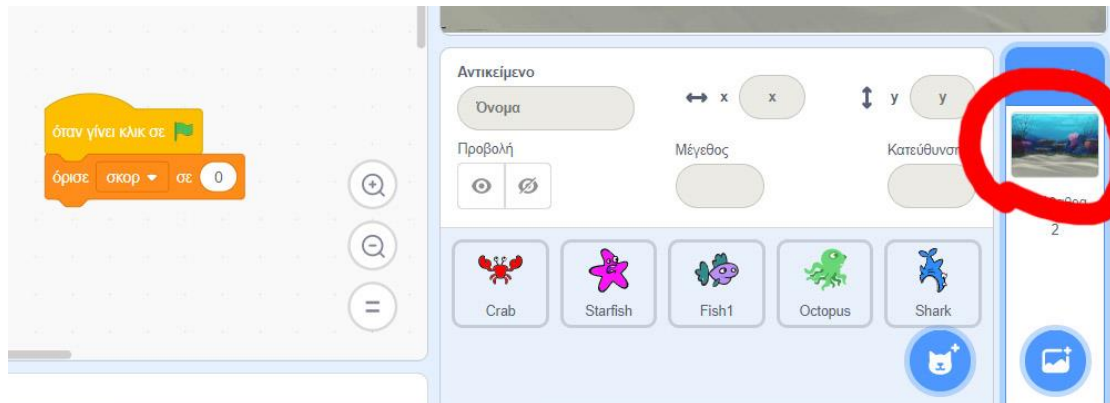 όταν γίνει κλικ σε
όρισε σκορ σε 0
Αντικείμενο
Όνομα
x x
y y
Προβολή
Μέγεθος
Κατεύθυνση
2
Crab
Starfish
Fish1
Octopus
Shark